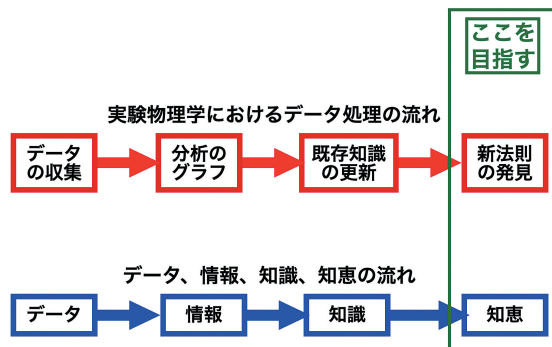 ここを
目指す
実験物理学におけるデータ処理の流れ
データ
の収集
分析の
グラフ
既存知識
の更新
新法則
の発見
データ、情報、知識、知恵の流れ
データ
情報
知識
知恵